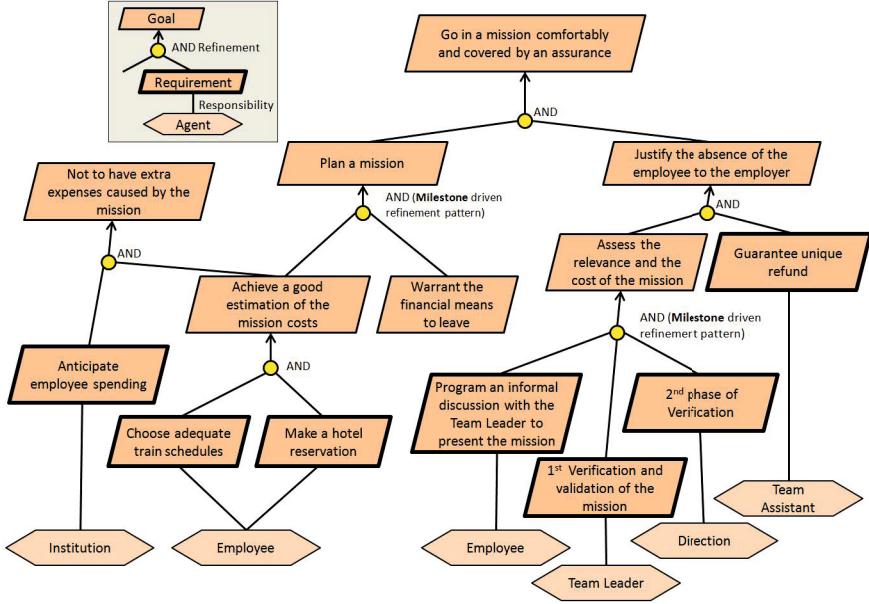 Goal
AND Refinement
Requirement
Responsibility
Agent
Go in a mission comfortably
and covered by an assurance
AND
Plan a mission
Justify the absence of the
employee to the employer
Not to have extra
expenses caused by the
mission
AND (Milestone driven
refinement pattern)
AND
AND
Assess the
relevance and the
cost of the mission
Guarantee unique
refund
Achieve a good
estimation of the
mission costs
Warrant the
financial means
to leave
AND (Milestone driven
refinemert pattern)
Anticipate
employee spending
AND
Program an informal
discussion with the
Team Leader to
present the mission
2nd phase of
Verification
Choose adequate
train schedules
Make a hotel
reservation
1st Verification and
validation of the
mission
Team
Assistant
Institution
Employee
Employee
Direction
Team Leader